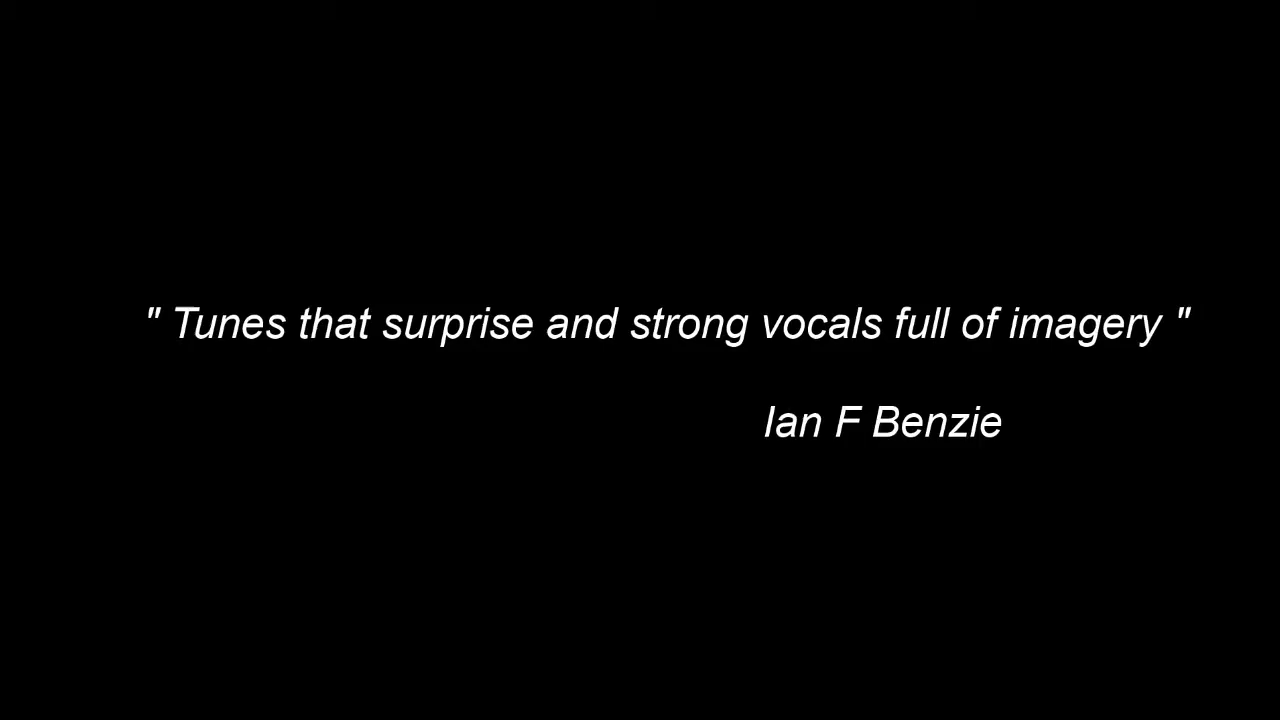 " Tunes that surprise and strong vocals full of imagery "
Ian F Benzie